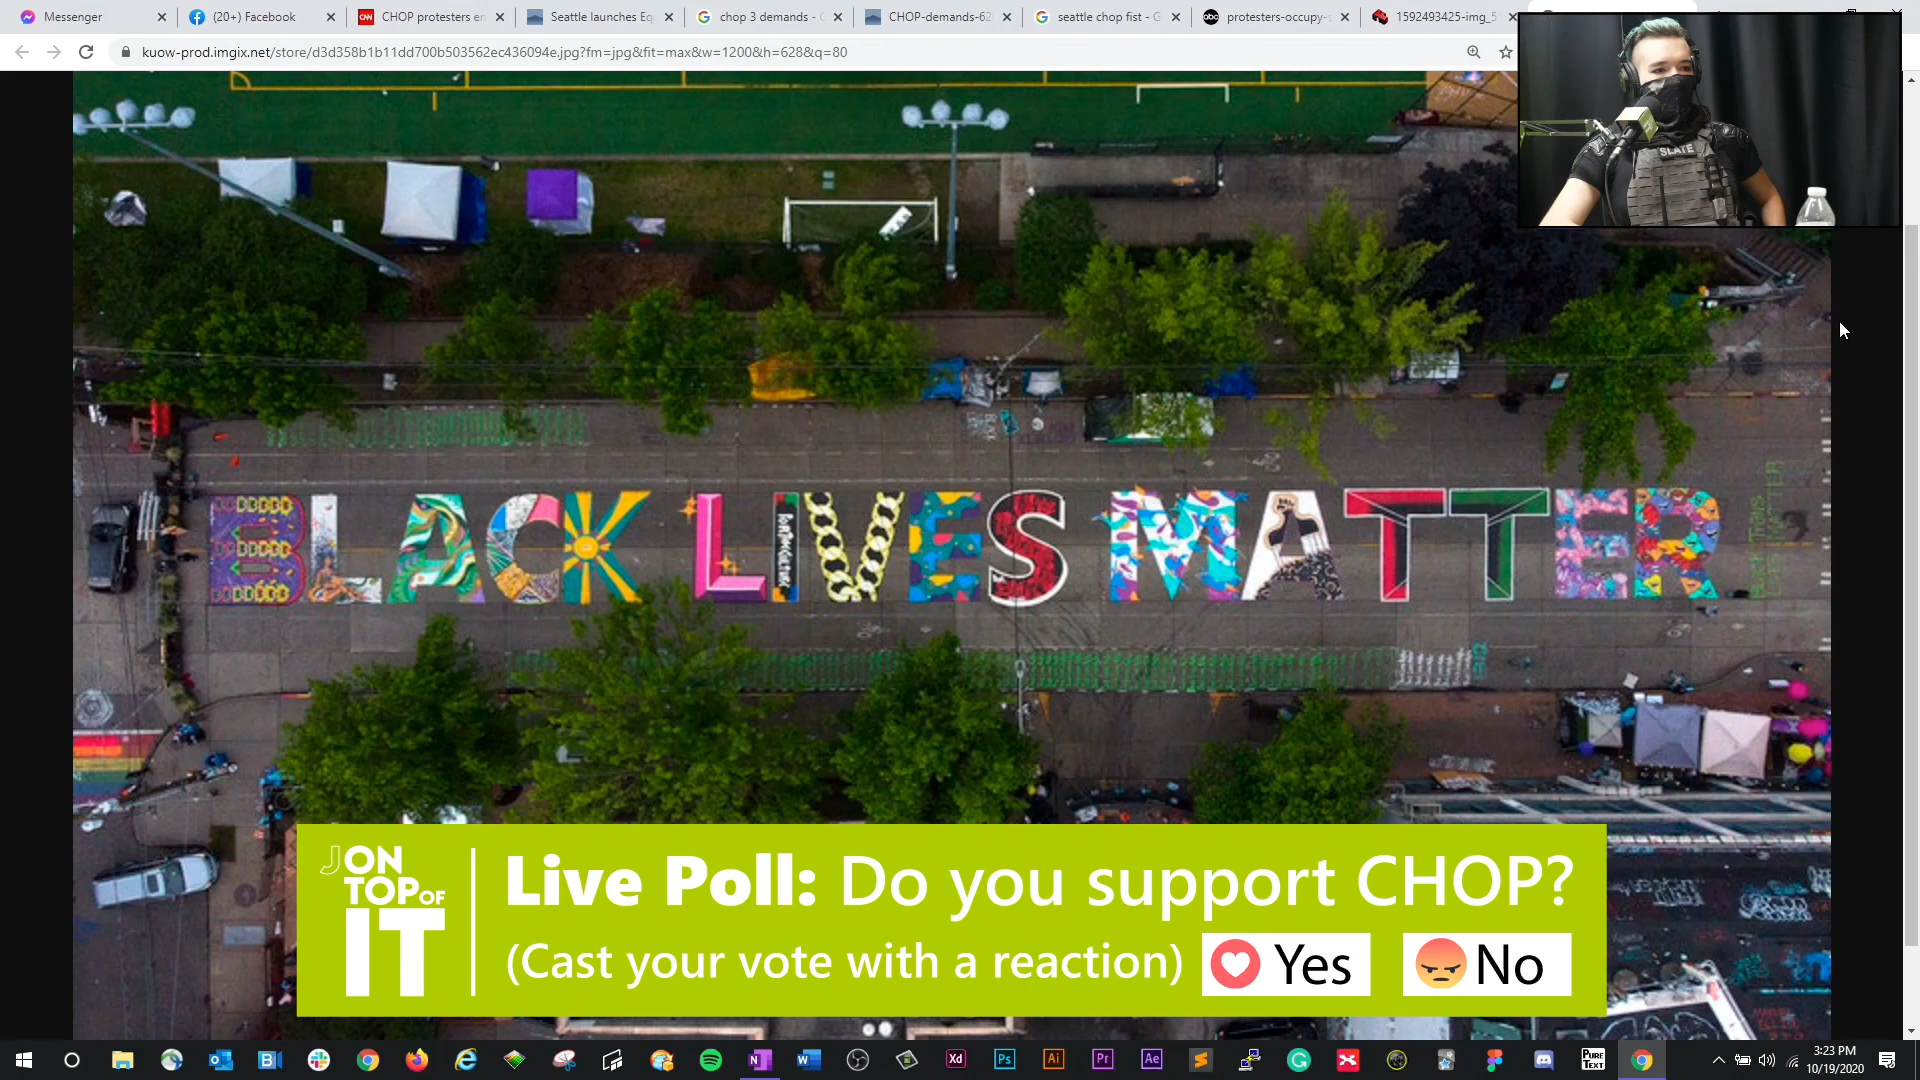 Messenger
(20+) Facebook
CHOP protesters en
Seattle launches Eq
chop 3 demands - G
CHOP-demands-62
seattle chop fist - G
protesters-occupy-s
1592493425-img_5
kuow-prod.imgix.net/store/d3d358b1b11dd700b503562ec436094e.jpg?fm=jpg&fit=max&w=1200&h=628&q=80
SLATE
BLACK LIVES MATTER
JON
TOP OF
IT
Live Poll: Do you support CHOP?
(Cast your vote with a reaction) Yes No
3:23 PM
10/19/2020